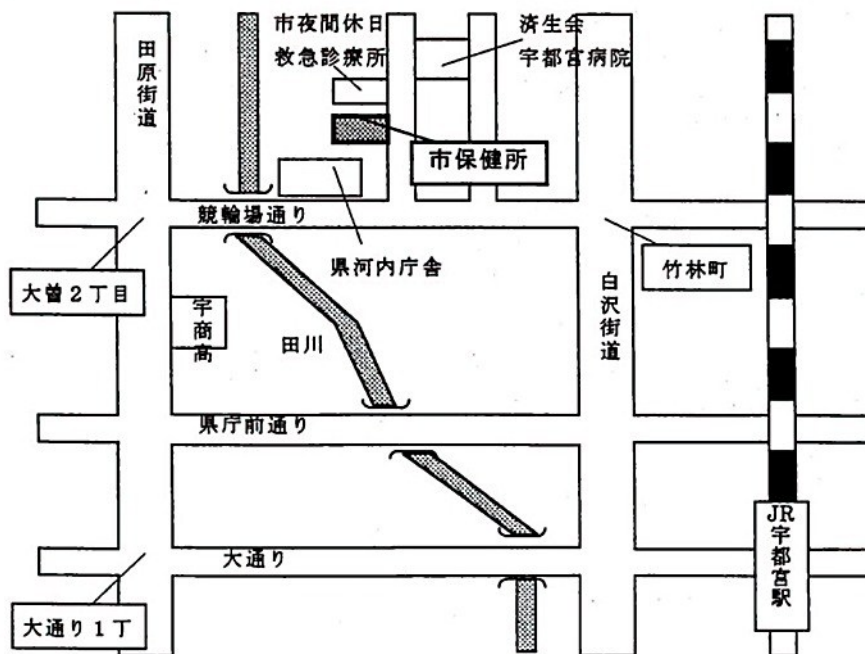 市夜間休日
救急診療所
済生会
宇都宮病院
田原街道
市保健所
競輪場通り
県河内庁舎
竹林町
大曽2丁目
宇商高
白沢街道
田川
県庁前通り
大通り
JR宇都宮駅
大通り1丁